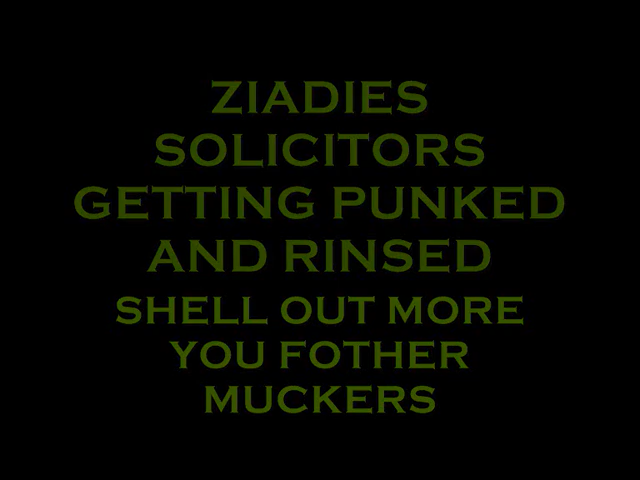 ZIADIES
SOLICITORS
GETTING PUNKED
AND RINSED
SHELL OUT MORE
YOU FOTHER
MUCKERS